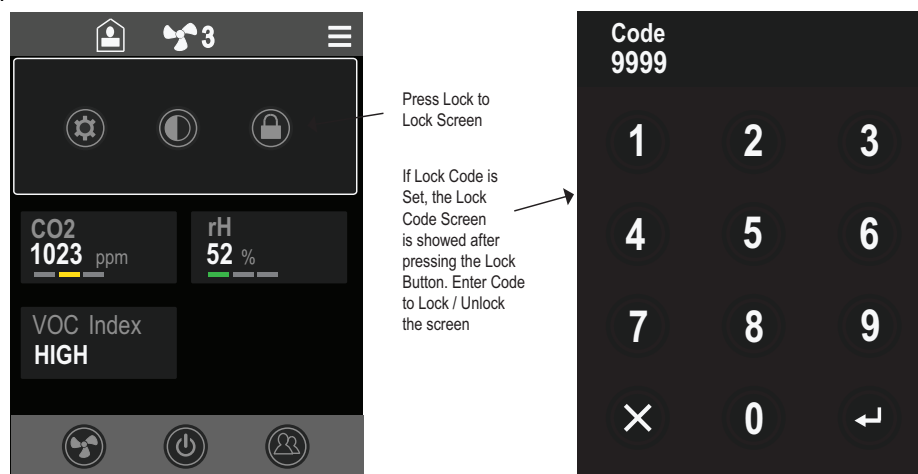 3
CO2
1023 ppm
rH
52 %
VOC Index
HIGH
Press Lock to
Lock Screen
If Lock Code is
Set, the Lock
Code Screen
is showed after
pressing the Lock
Button. Enter Code
to Lock / Unlock
the screen
Code
9999
1 2 3
4 5 6
7 8 9
0